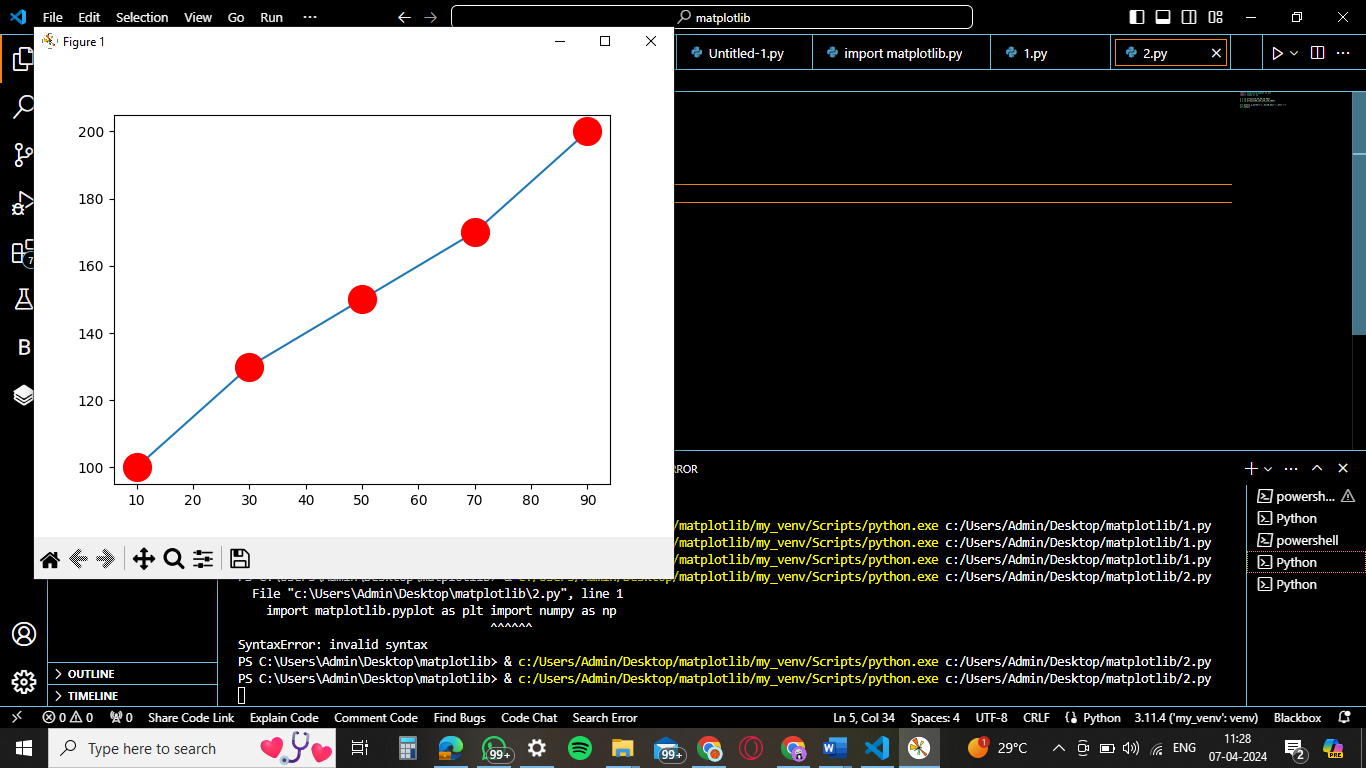 File Edit Selection View Go Run ··· matplotlib
Figure 1
Untitled-1.py import matplotlib.py 1.py 2.py
200
180
160
140
120
100
10 20 30 40 50 60 70 80 90
7
B
RROR
powersh...
Python
powershell
Python
Python
/matplotlib/my_venv/Scripts/python.exe c:/Users/Admin/Desktop/matplotlib/1.py
/matplotlib/my_venv/Scripts/python.exe c:/Users/Admin/Desktop/matplotlib/1.py
/matplotlib/my_venv/Scripts/python.exe c:/Users/Admin/Desktop/matplotlib/1.py
/matplotlib/my_venv/Scripts/python.exe c:/Users/Admin/Desktop/matplotlib/2.py
File "c:\Users\Admin\Desktop\matplotlib\2.py", line 1
import matplotlib.pyplot as plt import numpy as np
^^^^^^
SyntaxError: invalid syntax
PS C:\Users\Admin\Desktop\matplotlib> & c:/Users/Admin/Desktop/matplotlib/my_venv/Scripts/python.exe c:/Users/Admin/Desktop/matplotlib/2.py
PS C:\Users\Admin\Desktop\matplotlib> & c:/Users/Admin/Desktop/matplotlib/my_venv/Scripts/python.exe c:/Users/Admin/Desktop/matplotlib/2.py
OUTLINE
TIMELINE
0 0 0 Share Code Link Explain Code Comment Code Find Bugs Code Chat Search Error Ln 5, Col 34 Spaces: 4 UTF-8 CRLF Python 3.11.4 ('my_venv': venv) Blackbox
Type here to search 99+ 99+ 1 29°C ENG 11:28 2 PRE
07-04-2024